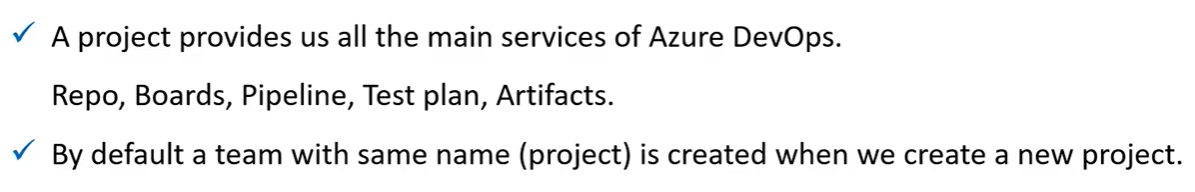 ✓ A project provides us all the main services of Azure DevOps.
Repo, Boards, Pipeline, Test plan, Artifacts.
✓ By default a team with same name (project) is created when we create a new project.